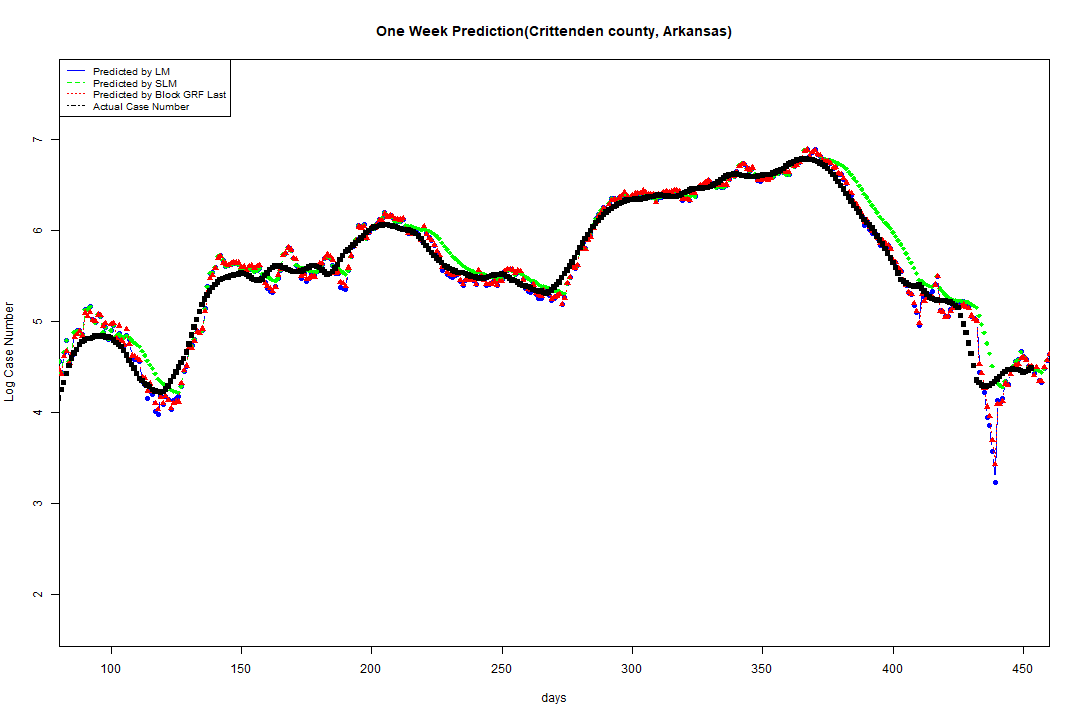 One Week Prediction(Crittenden county, Arkansas)
Predicted by LM
Predicted by SLM
Predicted by Block GRF Last
Actual Case Number
7
6
5
4
3
2
Log Case Number
100 150 200 250 300 350 400 450
days